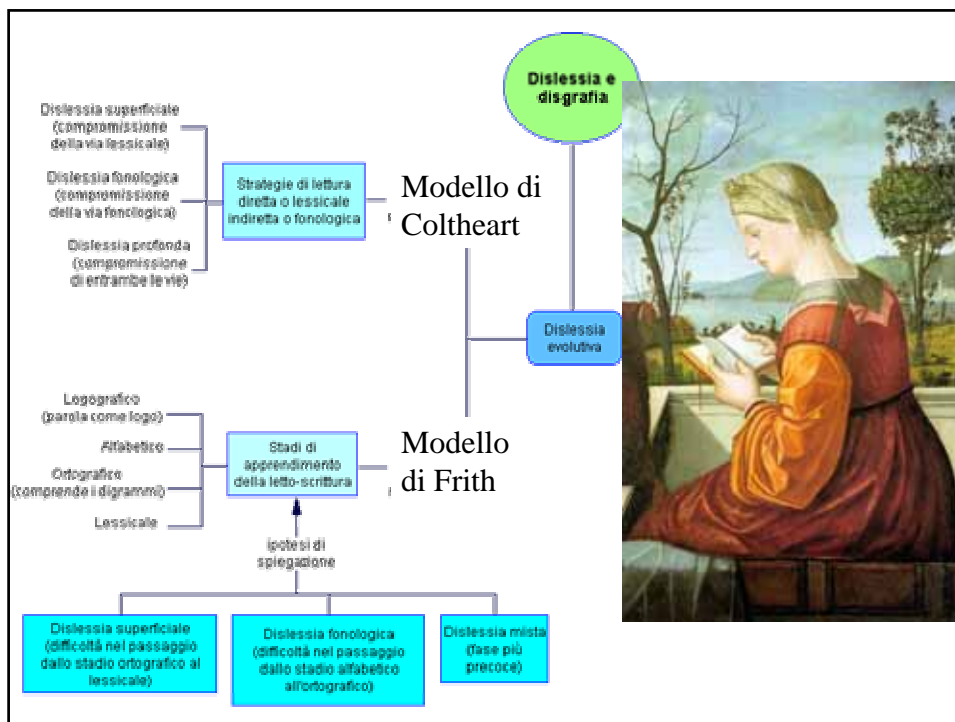 Dislessia e
disgrafia
Dislessia superficiale
(compromissione
della via lessicale)
Dislessia fonologica
(compromissione
della via fonologica)
Dislessia profonda
(compromissione
di entrambe le vie)
Strategie di lettura
diretta o lessicale
indiretta o fonologica
Modello di
Coltheart
Dislessia
evolutiva
Logografico
(parola come logo)
Alfabetico
Ortografico
(comprende i digrammi)
Lessicale
Stadi di
apprendimento
della letto-scrittura
Modello
di Frith
ipotesi di
spiegazione
Dislessia superficiale
(difficoltà nel passaggio
dallo stadio ortografico al
lessicale)
Dislessia fonologica
(difficoltà nel passaggio
dallo stadio alfabetico
all'ortografico)
Dislessia mista
(fase più
precoce)